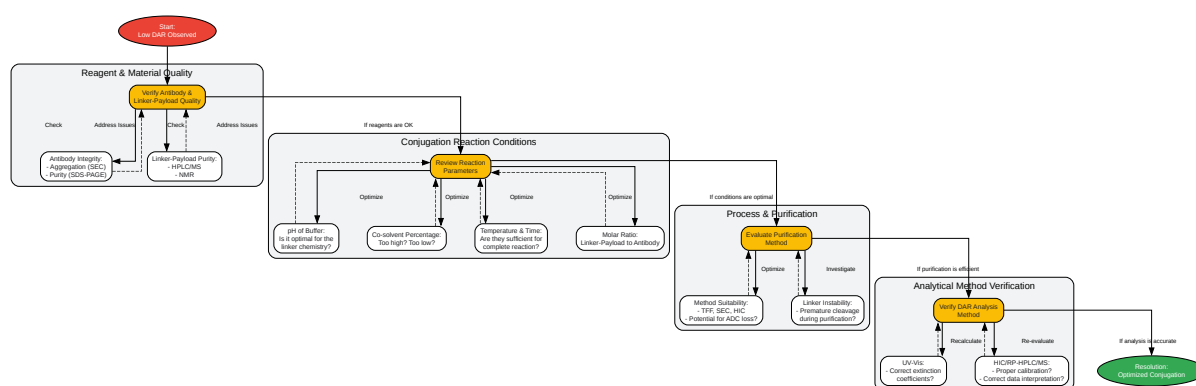 Start:
Low DAR Observed
Reagent & Material Quality
Verify Antibody &
Linker-Payload Quality
Check
Address Issues
Check
Address Issues
Antibody Integrity:
- Aggregation (SEC)
- Purity (SDS-PAGE)
Linker-Payload Purity:
- HPLC/MS
- NMR
If reagents are OK
Conjugation Reaction Conditions
Review Reaction
Parameters
Optimize
Optimize
Optimize
Optimize
pH of Buffer:
Is it optimal for the
linker chemistry?
Co-solvent Percentage:
Too high? Too low?
Temperature & Time:
Are they sufficient for
complete reaction?
Molar Ratio:
Linker-Payload to Antibody
If conditions are optimal
Process & Purification
Evaluate Purification
Method
Optimize
Investigate
Method Suitability:
- TFF, SEC, HIC
- Potential for ADC loss?
Linker Instability:
- Premature cleavage
during purification?
If purification is efficient
Analytical Method Verification
Verify DAR Analysis
Method
Recalculate
Re-evaluate
UV-Vis:
- Correct extinction
coefficients?
HIC/RP-HPLC/MS:
- Proper calibration?
- Correct data interpretation?
If analysis is accurate
Resolution:
Optimized Conjugation